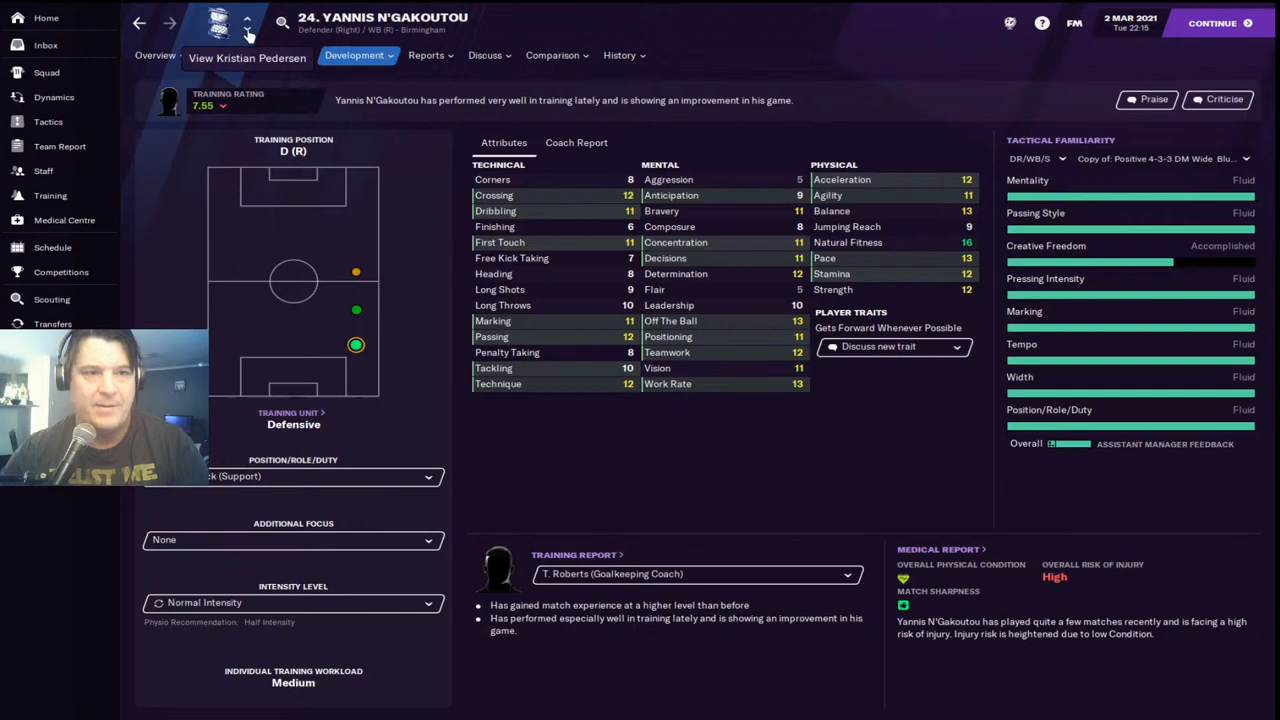 Home
Inbox
Squad
Dynamics
Tactics
Team Report
Staff
Training
Medical Centre
Schedule
Competitions
Scouting
Transfers
24. YANNIS N'GAKOUTOU
Defender (Right) / WB (R) - Birmingham
FM
2 MAR 2021
Tue 22:15
CONTINUE
Overview
View Kristian Pedersen
Development
Reports
Discuss
Comparison
History
TRAINING RATING
7.55
Yannis N'Gakoutou has performed very well in training lately and is showing an improvement in his game.
Praise
Criticise
TRAINING POSITION
D (R)
TRAINING UNIT >
Defensive
POSITION/ROLE/DUTY
(Support)
ADDITIONAL FOCUS
None
INTENSITY LEVEL
Normal Intensity
Physio Recommendation: Half Intensity
INDIVIDUAL TRAINING WORKLOAD
Medium
Attributes
Coach Report
TECHNICAL
Corners 8
Crossing 12
Dribbling 11
Finishing 6
First Touch 11
Free Kick Taking 7
Heading 8
Long Shots 9
Long Throws 10
Marking 11
Passing 12
Penalty Taking 8
Tackling 10
Technique 12
MENTAL
Aggression 5
Anticipation 9
Bravery 11
Composure 8
Concentration 11
Decisions 11
Determination 12
Flair 5
Leadership 10
Off The Ball 13
Positioning 11
Teamwork 12
Vision 11
Work Rate 13
PHYSICAL
Acceleration 12
Agility 11
Balance 13
Jumping Reach 9
Natural Fitness 16
Pace 13
Stamina 12
Strength 12
PLAYER TRAITS
Gets Forward Whenever Possible
Discuss new trait
TACTICAL FAMILIARITY
DR/WB/S
Copy of: Positive 4-3-3 DM Wide Blu...
Mentality Fluid
Passing Style Fluid
Creative Freedom Accomplished
Pressing Intensity Fluid
Marking Fluid
Tempo Fluid
Width Fluid
Position/Role/Duty Fluid
Overall
ASSISTANT MANAGER FEEDBACK
TRAINING REPORT >
T. Roberts (Goalkeeping Coach)
Has gained match experience at a higher level than before
Has performed especially well in training lately and is showing an improvement in his
game.
MEDICAL REPORT >
OVERALL PHYSICAL CONDITION
OVERALL RISK OF INJURY
High
MATCH SHARPNESS
Yannis N'Gakoutou has played quite a few matches recently and is facing a high
risk of injury. Injury risk is heightened due to low Condition.
TRUST ME